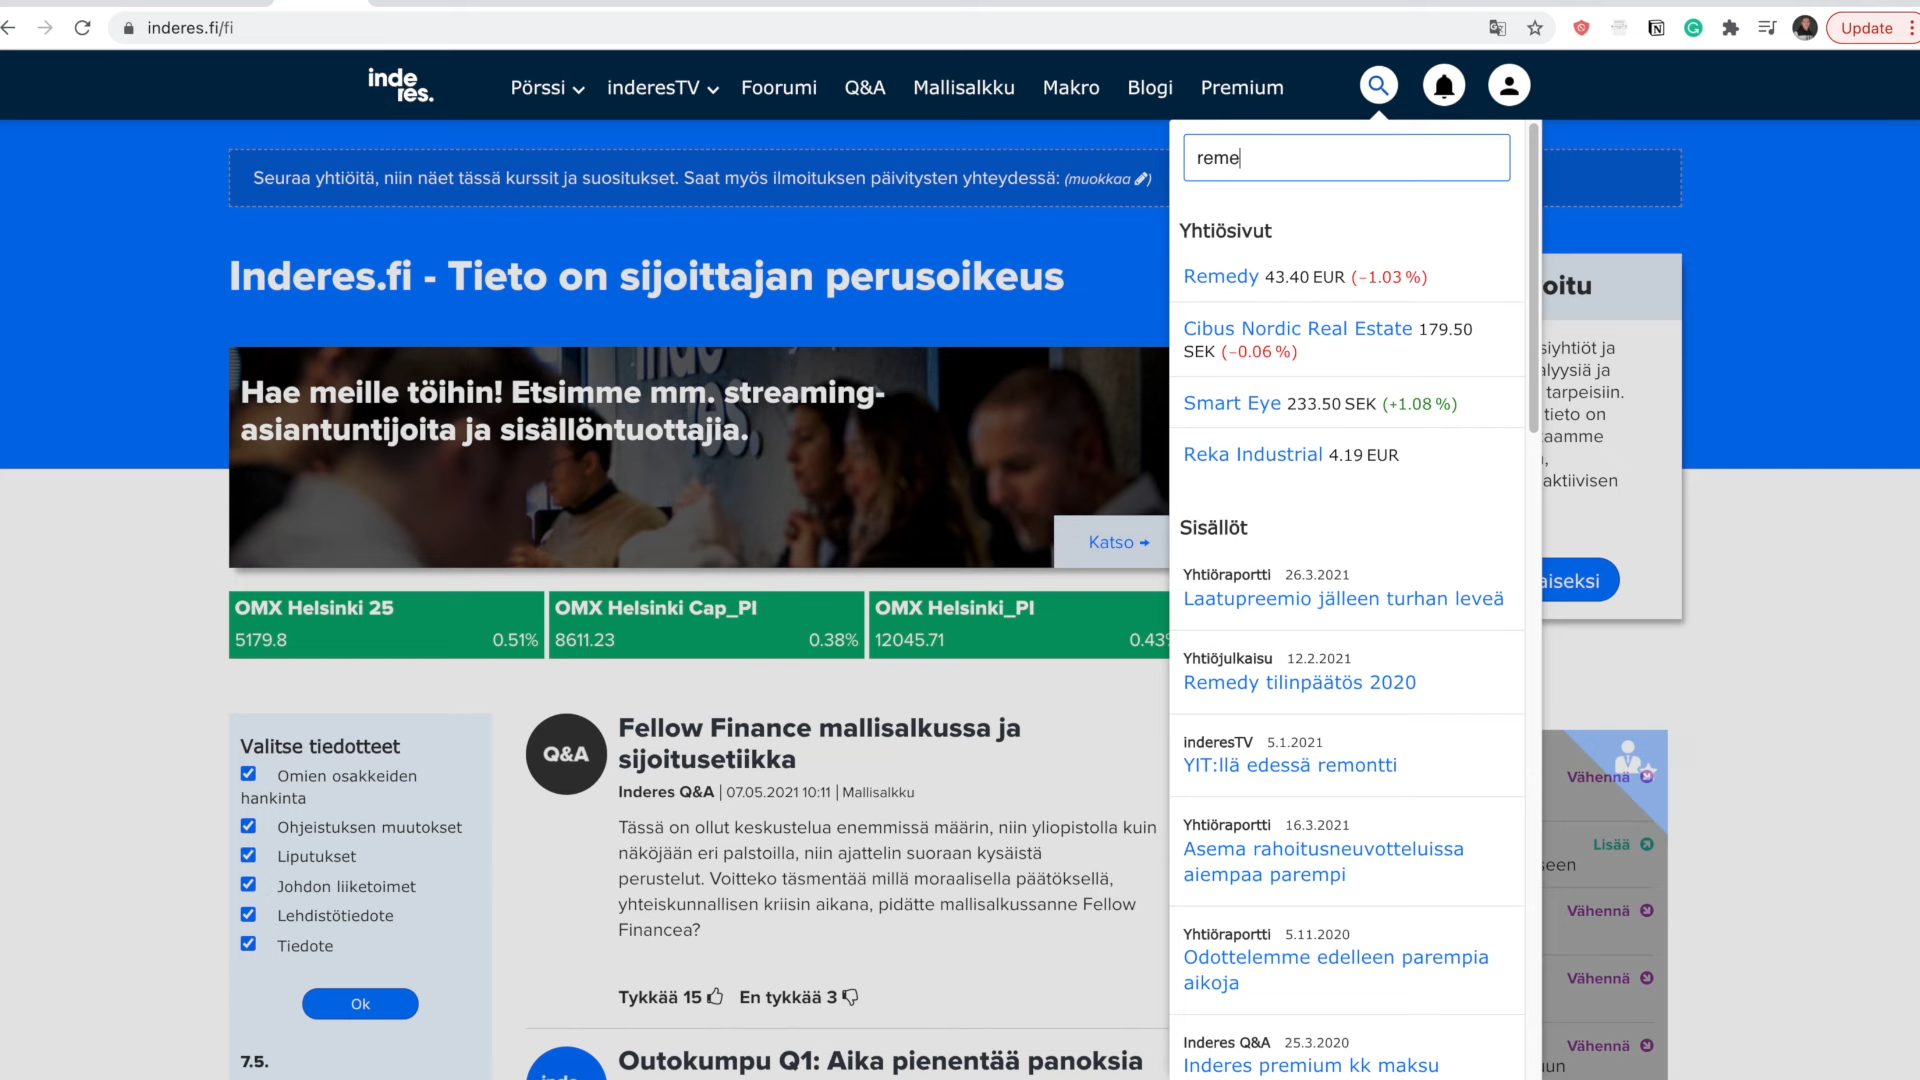 inderes.fi/fi
Update
inde
res.
Pörssi
inderesTV
Foorumi
Q&A
Mallisalkku
Makro
Blogi
Premium
Seuraa yhtiöitä, niin näet tässä kurssit ja suositukset. Saat myös ilmoituksen päivitysten yhteydessä: (muokkaa )
Inderes.fi - Tieto on sijoittajan perusoikeus
Hae meille töihin! Etsimme mm. streaming-
asiantuntijoita ja sisällöntuottajia.
Katso
OMX Helsinki 25
5179.8 0.51%
OMX Helsinki Cap_PI
8611.23 0.38%
OMX Helsinki_PI
12045.71 0.43%
Valitse tiedotteet
Omien osakkeiden
hankinta
Ohjeistuksen muutokset
Liputukset
Johdon liiketoimet
Lehdistötiedote
Tiedote
Ok
7.5.
Q&A
Fellow Finance mallisalkussa ja
sijoitusetiikka
Inderes Q&A | 07.05.2021 10:11 | Mallisalkku
Tässä on ollut keskustelua enemmissä määrin, niin yliopistolla kuin
näköjään eri palstoilla, niin ajattelin suoraan kysäistä
perustelut. Voitteko täsmentää millä moraalisella päätöksellä,
yhteiskunnallisen kriisin aikana, pidätte mallisalkussanne Fellow
Financea?
Tykkää 15 En tykkää 3
Outokumpu Q1: Aika pienentää panoksia
reme
Yhtiösivut
Remedy 43.40 EUR (−1.03 %)
Cibus Nordic Real Estate 179.50
SEK (−0.06 %)
Smart Eye 233.50 SEK (+1.08 %)
Reka Industrial 4.19 EUR
Sisällöt
Yhtiöraportti 26.3.2021
Laatupreemio jälleen turhan leveä
Yhtiöjulkaisu 12.2.2021
Remedy tilinpäätös 2020
inderesTV 5.1.2021
YIT:llä edessä remontti
Yhtiöraportti 16.3.2021
Asema rahoitusneuvotteluissa
aiempaa parempi
Yhtiöraportti 5.11.2020
Odottelemme edelleen parempia
aikoja
Inderes Q&A 25.3.2020
Inderes premium kk maksu
oitu
siyhtiöt ja
alyysiä ja
tarpeisiin.
tieto on
taamme
aktiivisen
aiseksi
Vähennä
Lisää
seen
Vähennä
Vähennä
Vähennä
uun